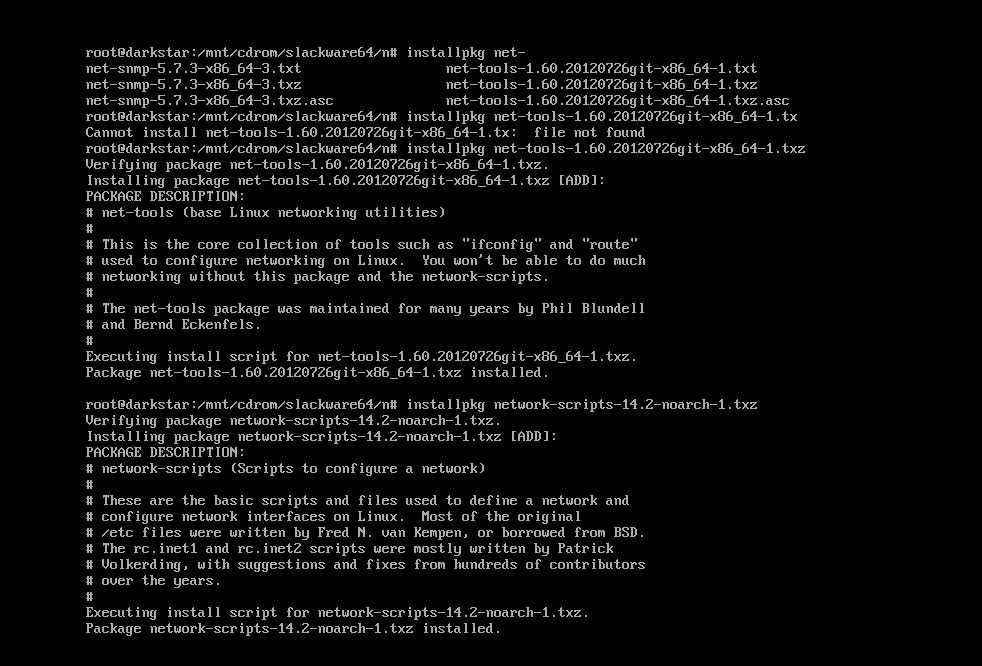 root@darkstar:/mnt/cdrom/slackware64/n# installpkg net-
net-snmp-5.7.3-x86_64-3.txt net-tools-1.60.20120726git-x86_64-1.txt
net-snmp-5.7.3-x86_64-3.txz net-tools-1.60.20120726git-x86_64-1.txz
net-snmp-5.7.3-x86_64-3.txz.asc net-tools-1.60.20120726git-x86_64-1.txz.asc
root@darkstar:/mnt/cdrom/slackware64/n# installpkg net-tools-1.60.20120726git-x86_64-1.tx
Cannot install net-tools-1.60.20120726git-x86_64-1.tx:  file not found
root@darkstar:/mnt/cdrom/slackware64/n# installpkg net-tools-1.60.20120726git-x86_64-1.txz
Verifying package net-tools-1.60.20120726git-x86_64-1.txz.
Installing package net-tools-1.60.20120726git-x86_64-1.txz [ADD]:
PACKAGE DESCRIPTION:
# net-tools (base Linux networking utilities)
#
# This is the core collection of tools such as "ifconfig" and "route"
# used to configure networking on Linux.  You won't be able to do much
# networking without this package and the network-scripts.
#
# The net-tools package was maintained for many years by Phil Blundell
# and Bernd Eckenfels.
#
Executing install script for net-tools-1.60.20120726git-x86_64-1.txz.
Package net-tools-1.60.20120726git-x86_64-1.txz installed.
root@darkstar:/mnt/cdrom/slackware64/n# installpkg network-scripts-14.2-noarch-1.txz
Verifying package network-scripts-14.2-noarch-1.txz.
Installing package network-scripts-14.2-noarch-1.txz [ADD]:
PACKAGE DESCRIPTION:
# network-scripts (Scripts to configure a network)
#
# These are the basic scripts and files used to define a network and
# configure network interfaces on Linux.  Most of the original
# /etc files were written by Fred N. van Kempen, or borrowed from BSD.
# The rc.inet1 and rc.inet2 scripts were mostly written by Patrick
# Volkerding, with suggestions and fixes from hundreds of contributors
# over the years.
#
Executing install script for network-scripts-14.2-noarch-1.txz.
Package network-scripts-14.2-noarch-1.txz installed.